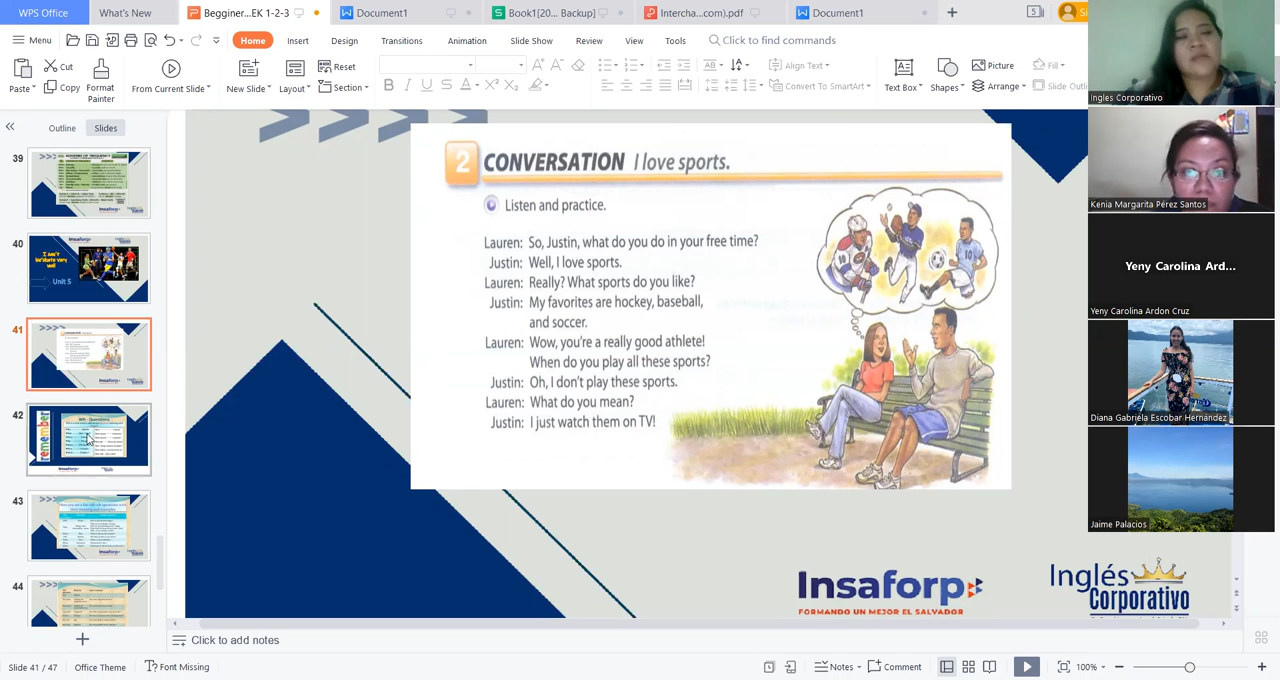 WPS Office
What's New
Begginer...EK 1-2-3
Document1
Book1[20... Backup]
Intercha...com).pdf
Document1
Menu
Home
Insert
Design
Transitions
Animation
Slide Show
Review
View
Tools
Click to find commands
Paste
Cut
Copy
Format
Painter
From Current Slide
New Slide
Layout
Reset
Section
Align Text
Convert To SmartArt
Text Box
Shapes
Picture
Arrange
Fill
Slide Outli
Outline
Slides
39
40
Unit 5
41
42
remember
43
44
2 CONVERSATION I love sports.
Listen and practice.
Lauren: So, Justin, what do you do in your free time?
Justin: Well, I love sports.
Lauren: Really? What sports do you like?
Justin: My favorites are hockey, baseball,
and soccer.
Lauren: Wow, you're a really good athlete!
When do you play all these sports?
Justin: Oh, I don't play these sports.
Lauren: What do you mean?
Justin: I just watch them on TV!
Insaforp
FORMANDO UN MEJOR EL SALVADOR
Inglés
Corporativo
Click to add notes
Slide 41 / 47
Office Theme
Font Missing
Notes
Comment
100%
Ingles Corporativo
Kenia Margarita Pérez Santos
Yeny Carolina Ard...
Yeny Carolina Ardon Cruz
Diana Gabriela Escobar Hernández
Jaime Palacios